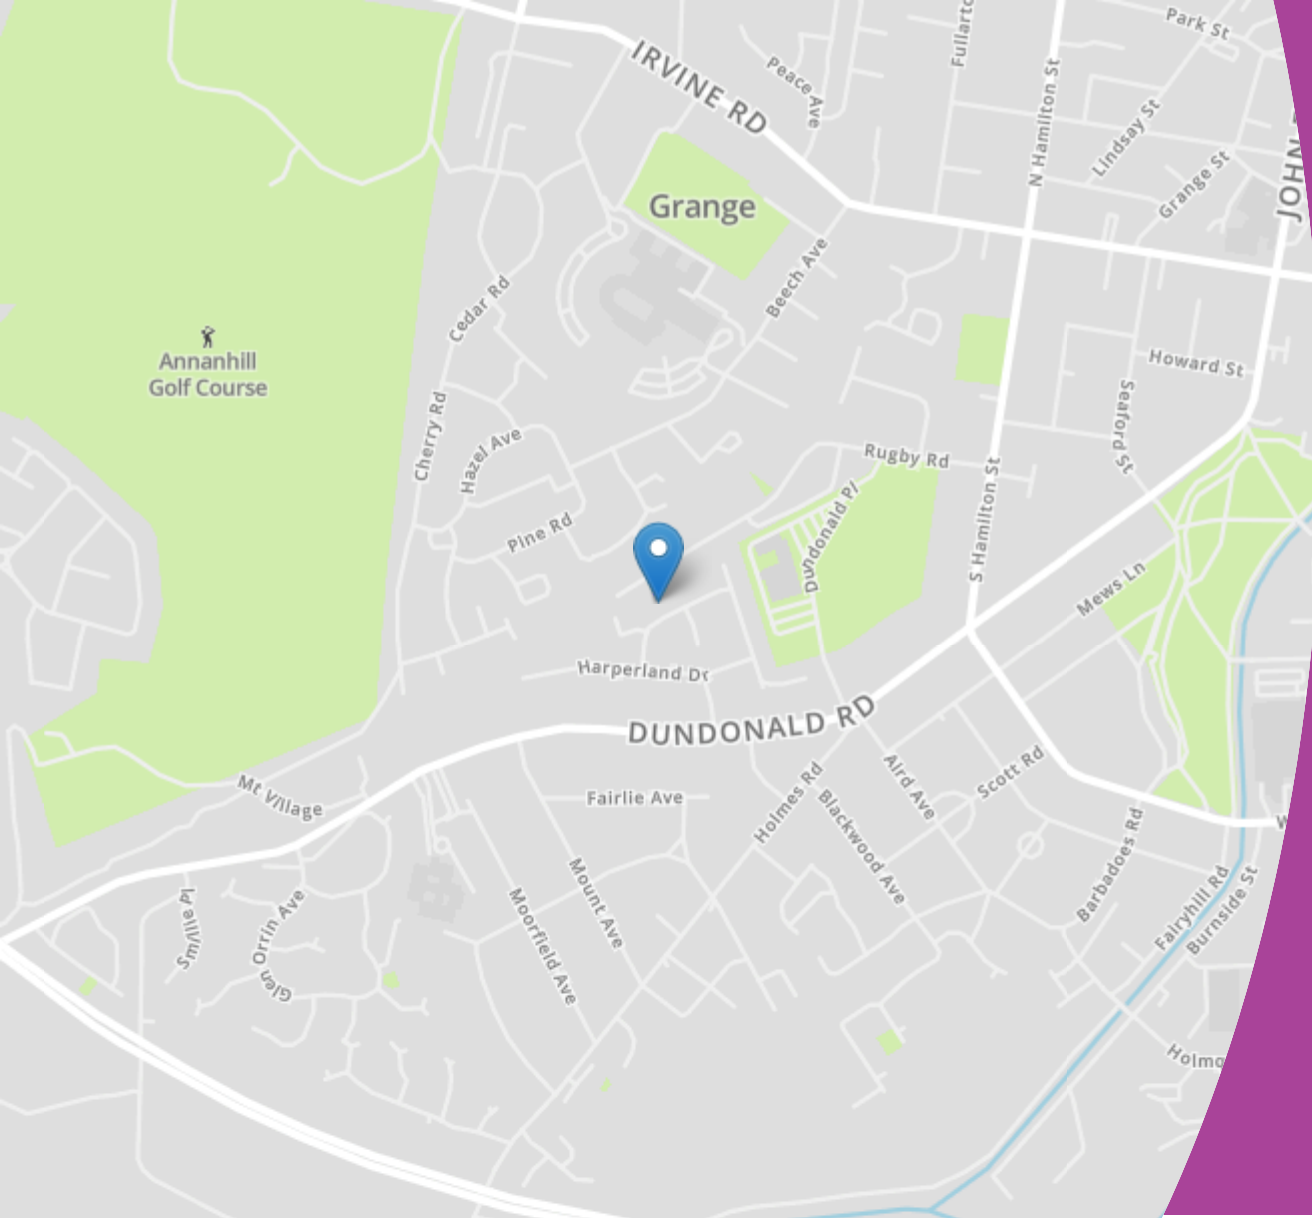 Park St
Fullarto
Peace Ave
IRVINE RD
N Hamilton St
Lindsay St
Grange St
JOHN
Grange
Beech Ave
Cedar Rd
Annanhill
Golf Course
Howard St
Cherry Rd
Hazel Ave
Seaford St
Rugby Rd
Pine Rd
Dundonald Pl
S Hamilton St
Mews Ln
Harperland Dr
DUNDONALD RD
Mt Village
Fairlie Ave
Holmes Rd
Aird Ave
Scott Rd
Blackwood Ave
Barbadoes Rd
W
Smillie Pl
Glen Orrin Ave
Mount Ave
Moorfield Ave
Fairyhill Rd
Burnside St
Holmq